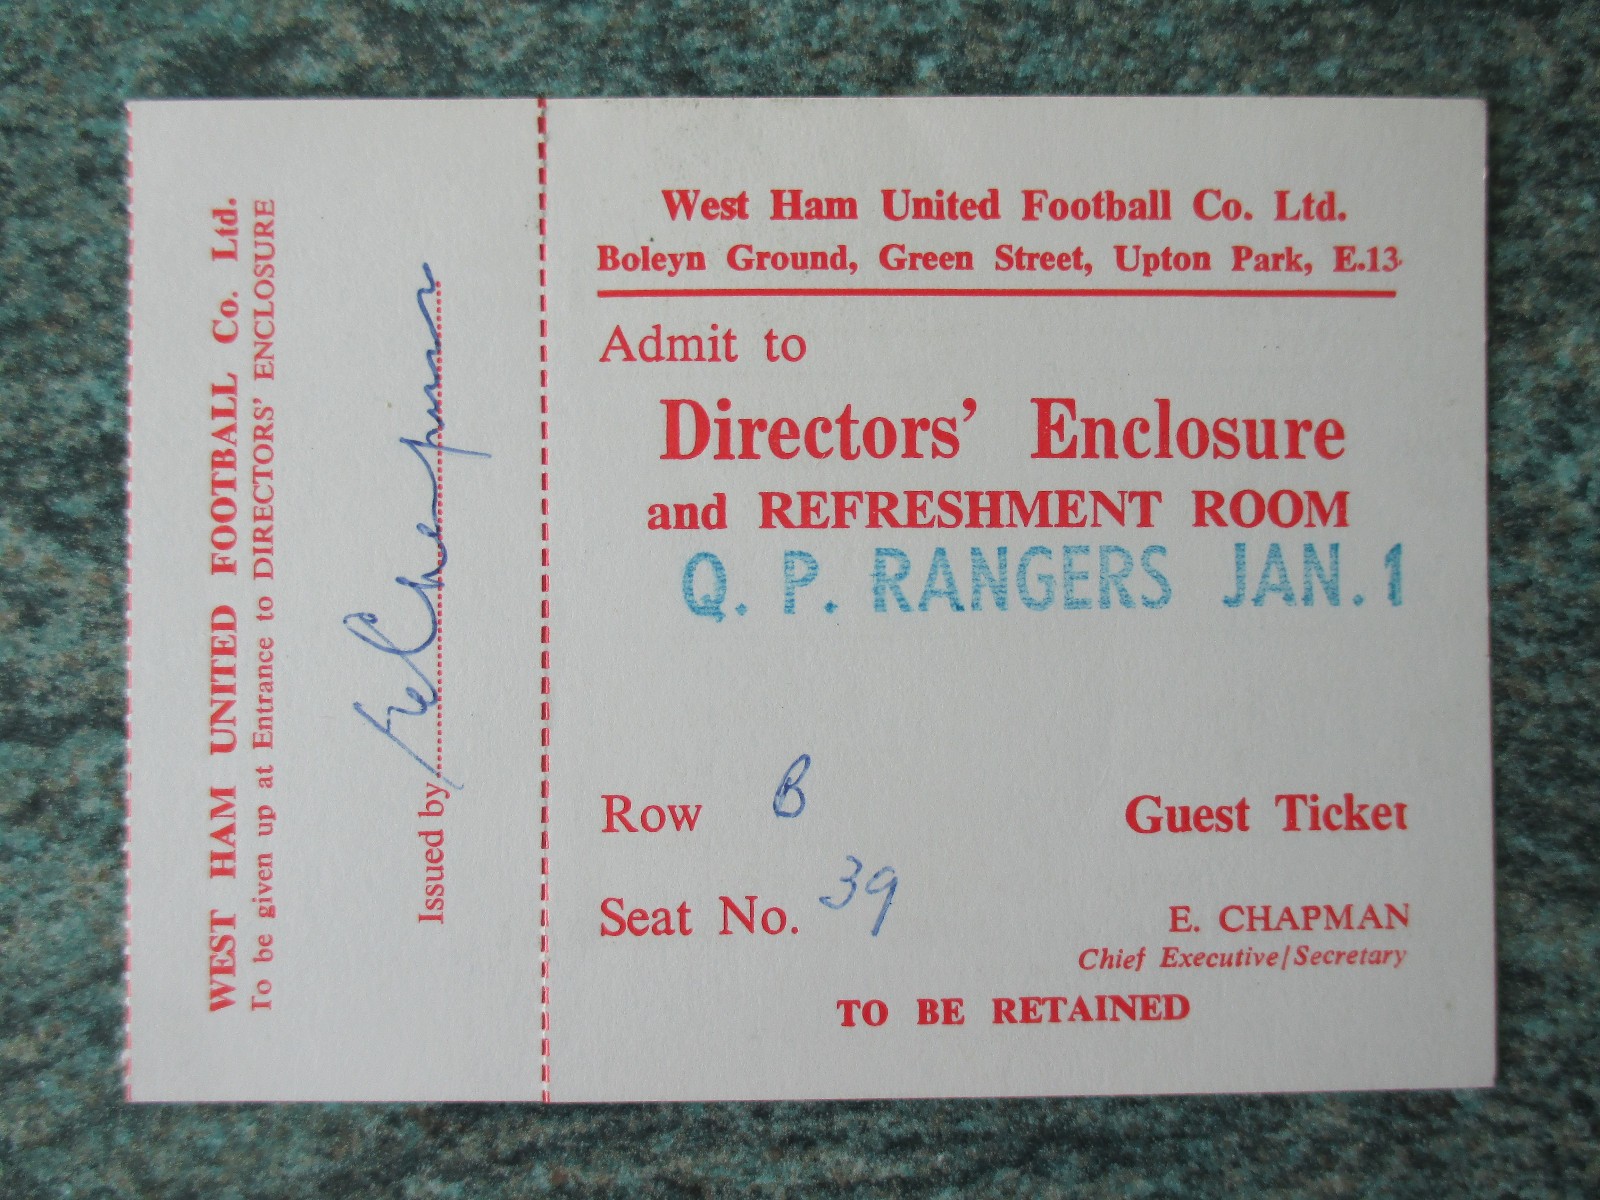 WEST HAM UNITED FOOTBALL Co. Ltd.
To be given up at Entrance to DIRECTORS' ENCLOSURE
Issued by E Chapman
West Ham United Football Co. Ltd.
Boleyn Ground, Green Street, Upton Park, E.13
Admit to
Directors' Enclosure
and REFRESHMENT ROOM
Q. P. RANGERS JAN. 1
Row B
Guest Ticket
Seat No. 39
E. CHAPMAN
Chief Executive/Secretary
TO BE RETAINED